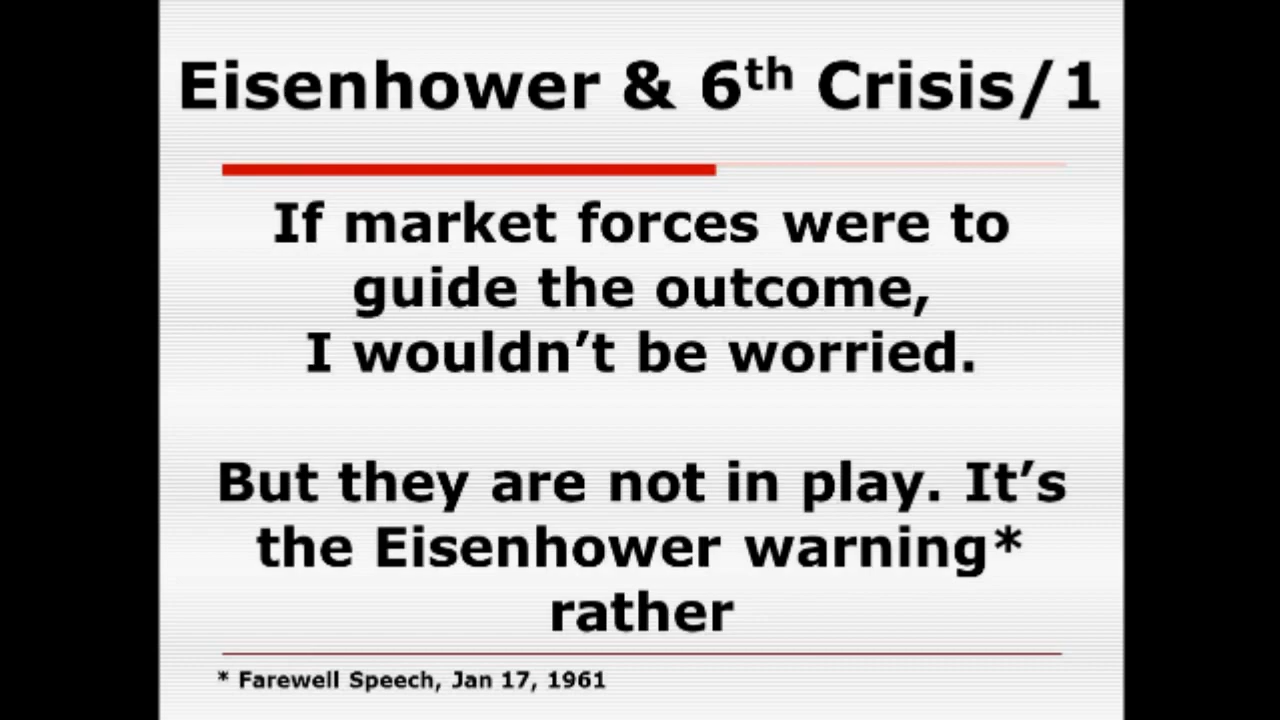 Eisenhower & 6th Crisis/1
If market forces were to
guide the outcome,
I wouldn’t be worried.
But they are not in play. It’s
the Eisenhower warning*
rather
* Farewell Speech, Jan 17, 1961